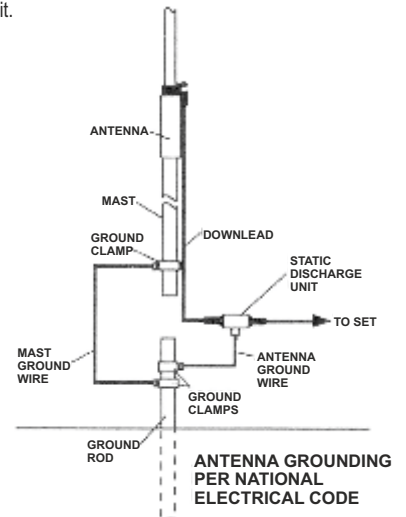 it.
ANTENNA
MAST
GROUND
CLAMP
DOWNLEAD
STATIC
DISCHARGE
UNIT
TO SET
MAST
GROUND
WIRE
ANTENNA
GROUND
WIRE
GROUND
CLAMPS
GROUND
ROD
ANTENNA GROUNDING
PER NATIONAL
ELECTRICAL CODE